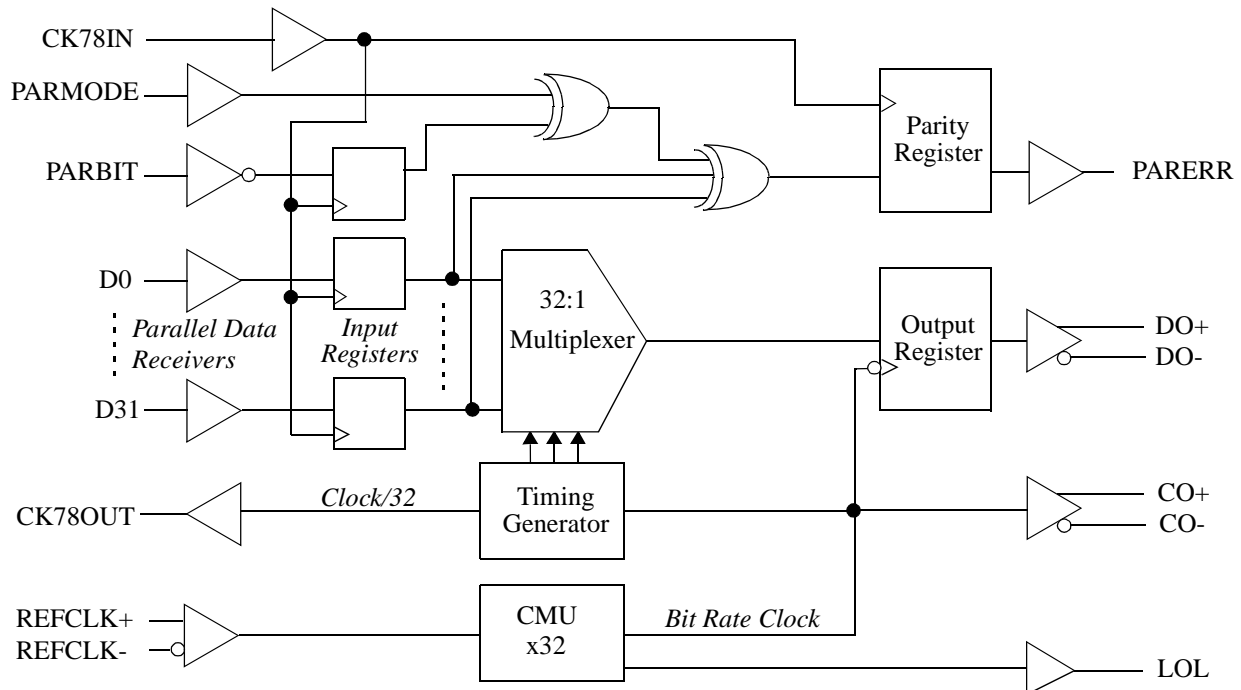 CK78IN
PARMODE
PARBIT
Parity
Register
PARERR
D0
Parallel Data
Receivers
Input
Registers
32:1
Multiplexer
Output
Register
DO+
DO-
D31
CK78OUT
Clock/32
Timing
Generator
CO+
CO-
REFCLK+
REFCLK-
CMU
x32
Bit Rate Clock
LOL